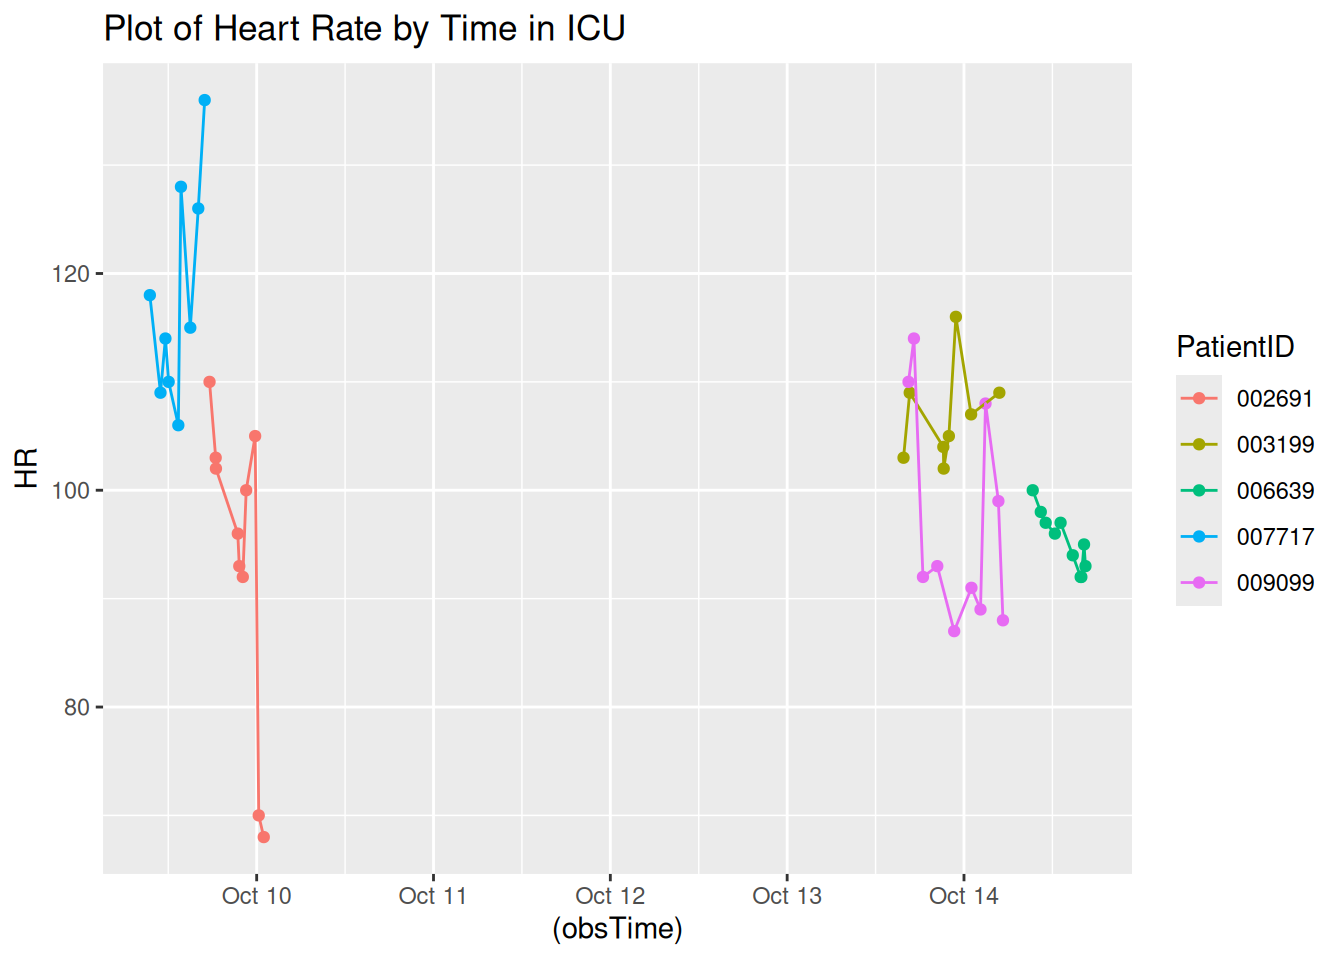 Plot of Heart Rate by Time in ICU
120
100
80
HR
Oct 10 Oct 11 Oct 12 Oct 13 Oct 14
(obsTime)
PatientID
002691
003199
006639
007717
009099